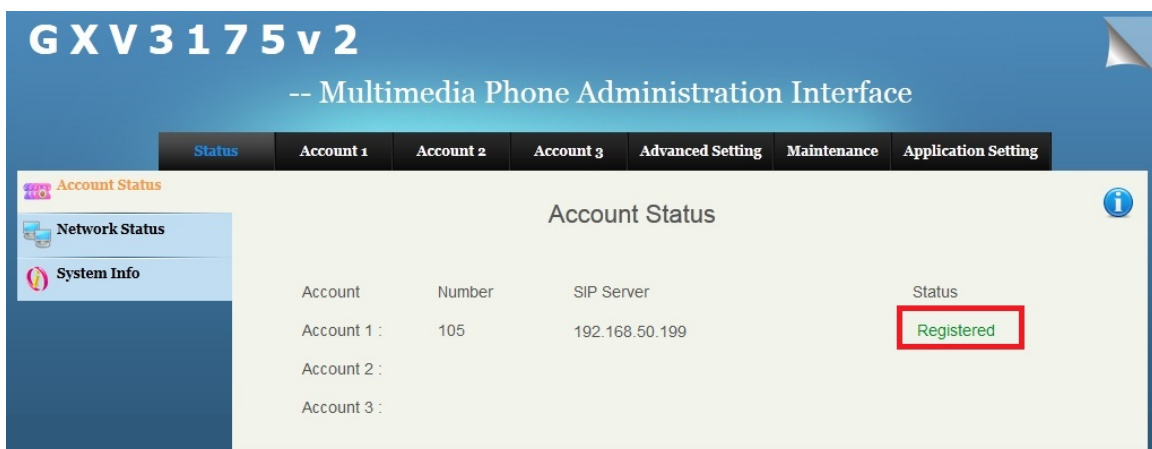 GXV3175v2
-- Multimedia Phone Administration Interface
Status Account 1 Account 2 Account 3 Advanced Setting Maintenance Application Setting
Account Status
Network Status
System Info
Account Status
Account Number SIP Server Status
Account 1 : 105 192.168.50.199 Registered
Account 2 :
Account 3 :